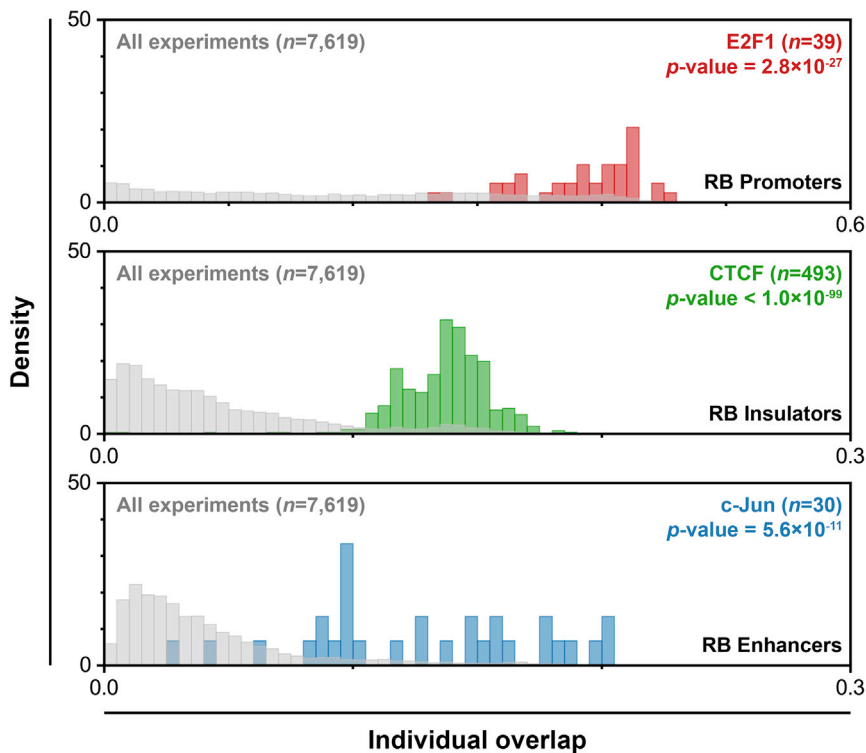 50
All experiments (n=7,619)
E2F1 (n=39)
p-value = 2.8×10⁻²⁷
RB Promoters
0
0.0
0.6
50
All experiments (n=7,619)
CTCF (n=493)
p-value < 1.0×10⁻⁹⁹
Density
RB Insulators
0
0.0
0.3
50
All experiments (n=7,619)
c-Jun (n=30)
p-value = 5.6×10⁻¹¹
RB Enhancers
0
0.0
0.3
Individual overlap